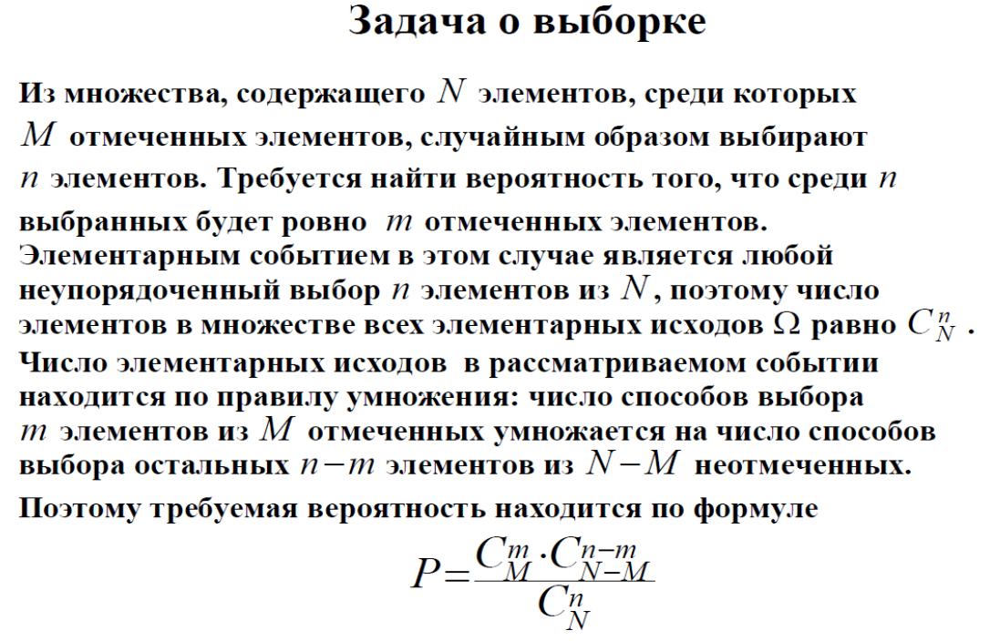 Задача о выборке
Из множества, содержащего N элементов, среди которых
M отмеченных элементов, случайным образом выбирают
n элементов. Требуется найти вероятность того, что среди n
выбранных будет ровно m отмеченных элементов.
Элементарным событием в этом случае является любой
неупорядоченный выбор n элементов из N, поэтому число
элементов в множестве всех элементарных исходов Ω равно C_N^n .
Число элементарных исходов в рассматриваемом событии
находится по правилу умножения: число способов выбора
m элементов из M отмеченных умножается на число способов
выбора остальных n−m элементов из N−M неотмеченных.
Поэтому требуемая вероятность находится по формуле
P = (C_M^m · C_{N−M}^{n−m}) / C_N^n